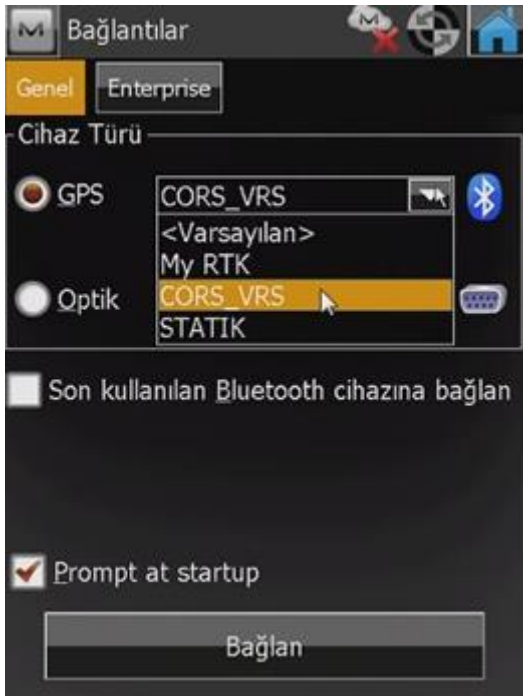 Bağlantılar
Genel Enterprise
Cihaz Türü
GPS CORS_VRS
<Varsayılan>
My RTK
Optik CORS_VRS
STATIK
Son kullanılan Bluetooth cihazına bağlan
Prompt at startup
Bağlan